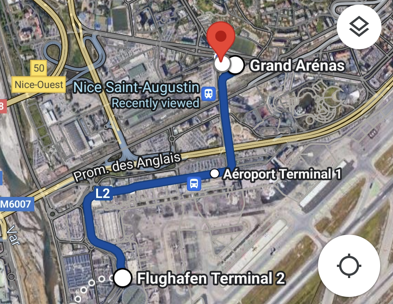 50
Nice-Ouest
Grand Arénas
Nice Saint-Augustin
Recently viewed
Prom. des Anglais
Aéroport Terminal 1
L2
M6007
Var
Flughafen Terminal 2